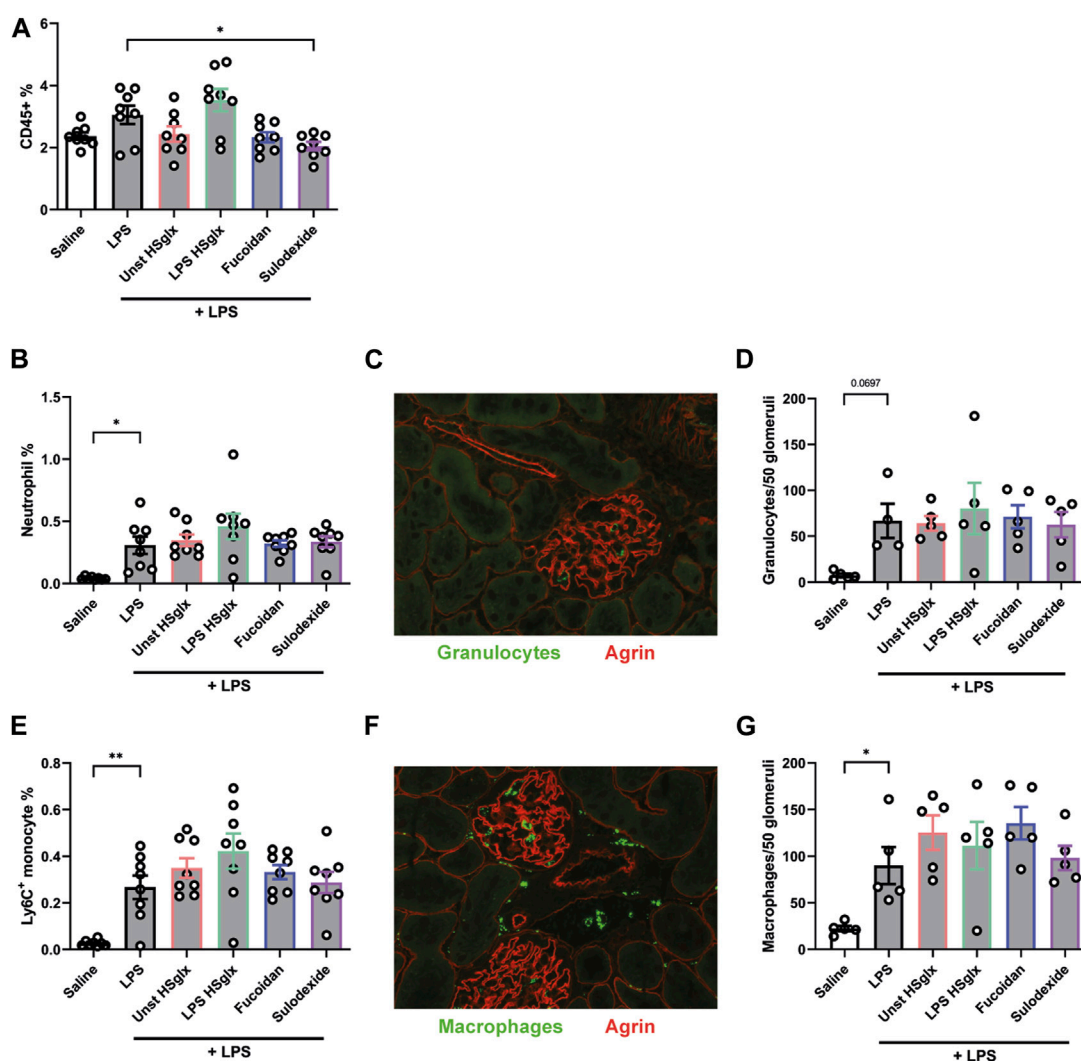 A
CD45+ %
6
4
2
0
*
Saline
LPS
Unst HSglx
LPS HSglx
Fucoidan
Sulodexide
+ LPS
B
Neutrophil %
1.5
1.0
0.5
0.0
*
Saline
LPS
Unst HSglx
LPS HSglx
Fucoidan
Sulodexide
+ LPS
C
Granulocytes Agrin
D
Granulocytes/50 glomeruli
200
150
100
50
0
0.0697
Saline
LPS
Unst HSglx
LPS HSglx
Fucoidan
Sulodexide
+ LPS
E
Ly6C⁺ monocyte %
0.8
0.6
0.4
0.2
0.0
**
Saline
LPS
Unst HSglx
LPS HSglx
Fucoidan
Sulodexide
+ LPS
F
Macrophages Agrin
G
Macrophages/50 glomeruli
200
150
100
50
0
*
Saline
LPS
Unst HSglx
LPS HSglx
Fucoidan
Sulodexide
+ LPS